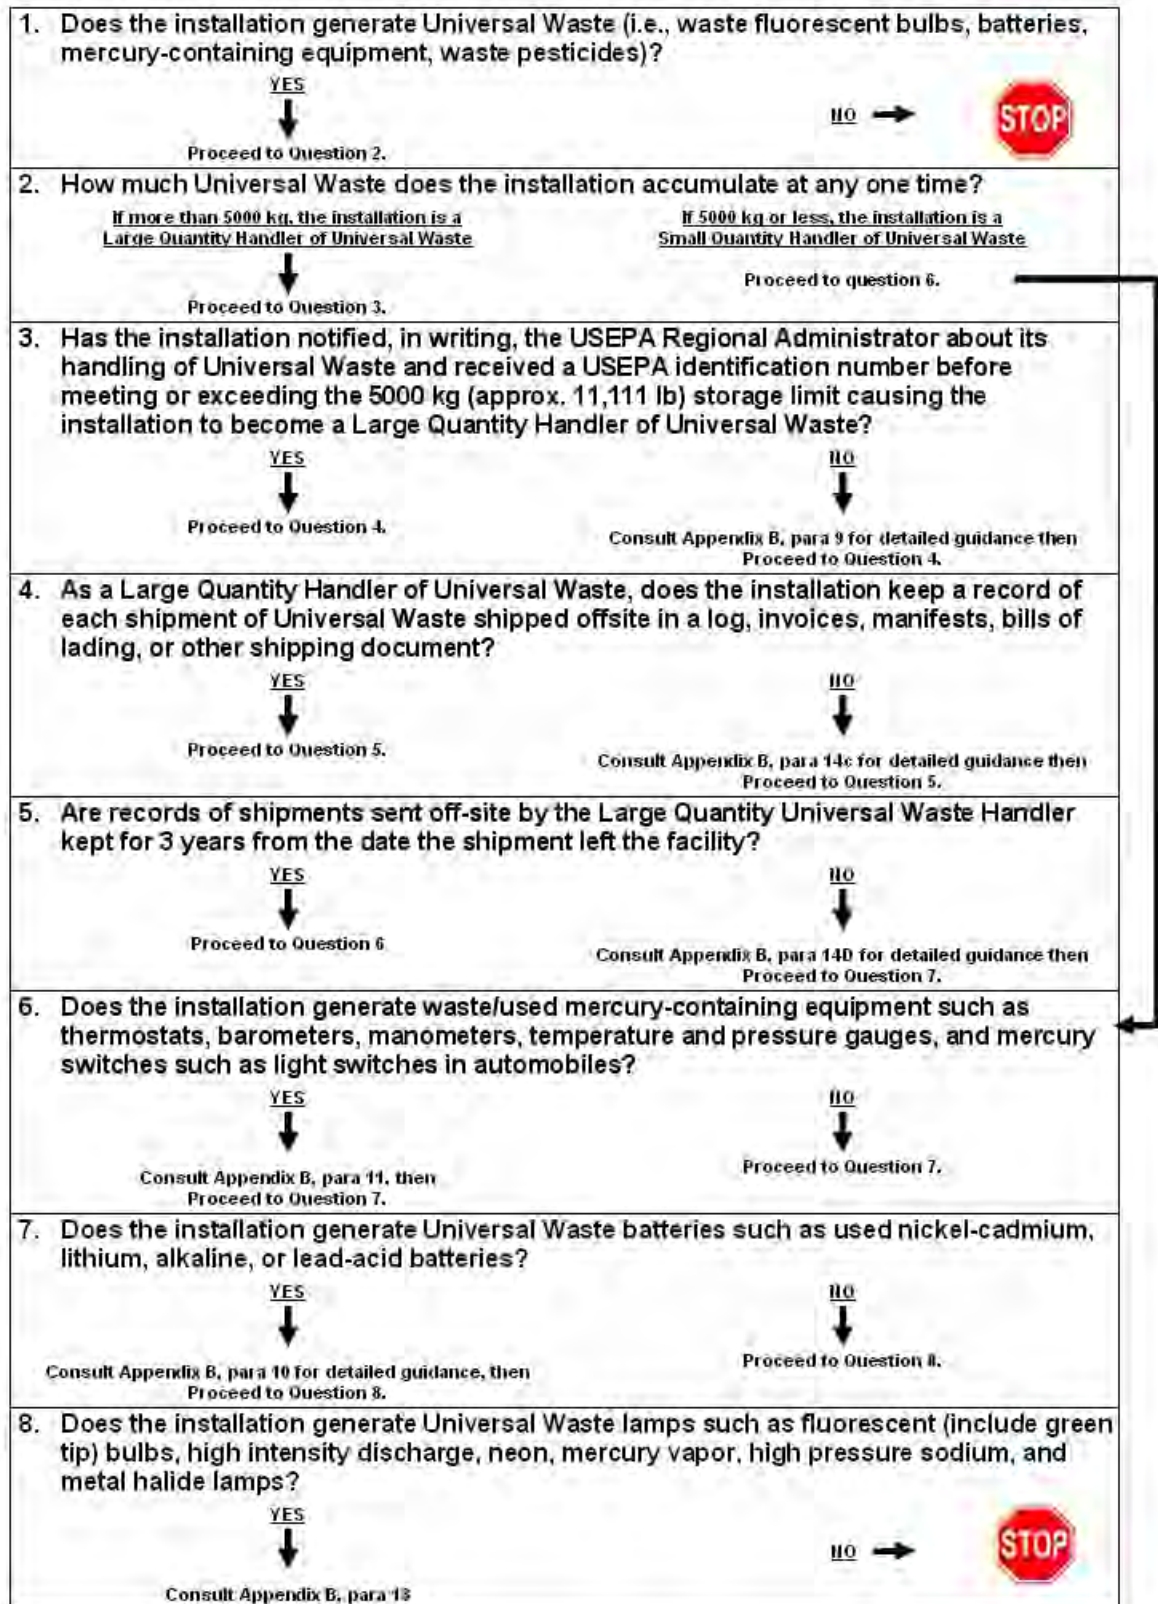 1. Does the installation generate Universal Waste (i.e., waste fluorescent bulbs, batteries,
mercury-containing equipment, waste pesticides)?
YES
NO
STOP
Proceed to Question 2.
2. How much Universal Waste does the installation accumulate at any one time?
If more than 5000 kg, the installation is a
Large Quantity Handler of Universal Waste
If 5000 kg or less, the installation is a
Small Quantity Handler of Universal Waste
Proceed to question 6.
Proceed to Question 3.
3. Has the installation notified, in writing, the USEPA Regional Administrator about its
handling of Universal Waste and received a USEPA identification number before
meeting or exceeding the 5000 kg (approx. 11,111 lb) storage limit causing the
installation to become a Large Quantity Handler of Universal Waste?
YES
NO
Proceed to Question 4.
Consult Appendix B, para 9 for detailed guidance then
Proceed to Question 4.
4. As a Large Quantity Handler of Universal Waste, does the installation keep a record of
each shipment of Universal Waste shipped offsite in a log, invoices, manifests, bills of
lading, or other shipping document?
YES
NO
Proceed to Question 5.
Consult Appendix B, para 14c for detailed guidance then
Proceed to Question 5.
5. Are records of shipments sent off-site by the Large Quantity Universal Waste Handler
kept for 3 years from the date the shipment left the facility?
YES
NO
Proceed to Question 6
Consult Appendix B, para 14D for detailed guidance then
Proceed to Question 7.
6. Does the installation generate waste/used mercury-containing equipment such as
thermostats, barometers, manometers, temperature and pressure gauges, and mercury
switches such as light switches in automobiles?
YES
NO
Consult Appendix B, para 11, then
Proceed to Question 7.
Proceed to Question 7.
7. Does the installation generate Universal Waste batteries such as used nickel-cadmium,
lithium, alkaline, or lead-acid batteries?
YES
NO
Consult Appendix B, para 10 for detailed guidance, then
Proceed to Question 8.
Proceed to Question 8.
8. Does the installation generate Universal Waste lamps such as fluorescent (include green
tip) bulbs, high intensity discharge, neon, mercury vapor, high pressure sodium, and
metal halide lamps?
YES
NO
STOP
Consult Appendix B, para 13